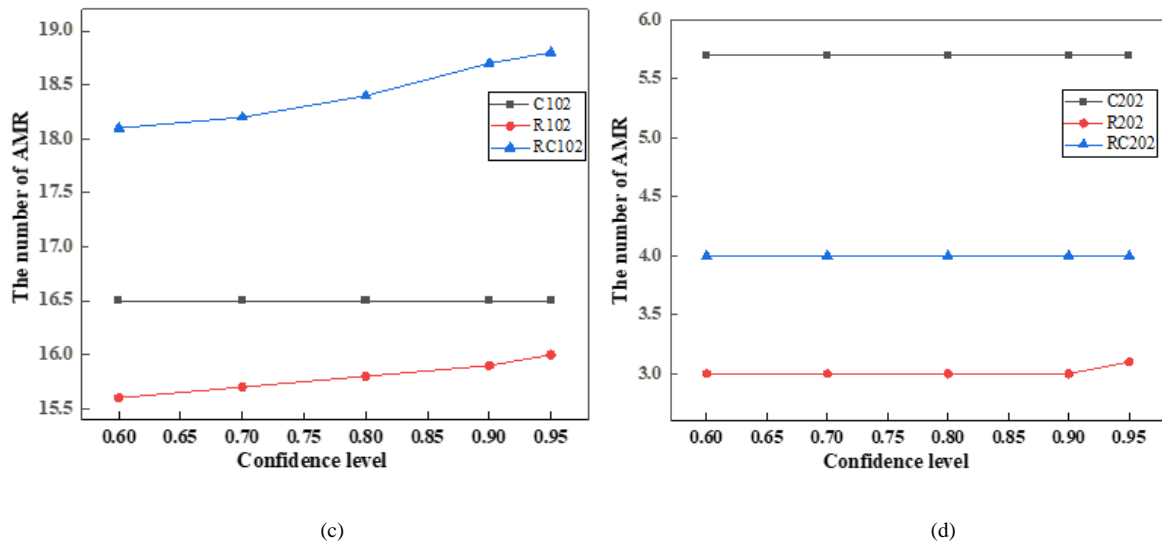 The number of AMR
19.0
18.5
18.0
17.5
17.0
16.5
16.0
15.5
C102
R102
RC102
0.60 0.65 0.70 0.75 0.80 0.85 0.90 0.95
Confidence level
(c)
The number of AMR
6.0
5.5
5.0
4.5
4.0
3.5
3.0
C202
R202
RC202
0.60 0.65 0.70 0.75 0.80 0.85 0.90 0.95
Confidence level
(d)